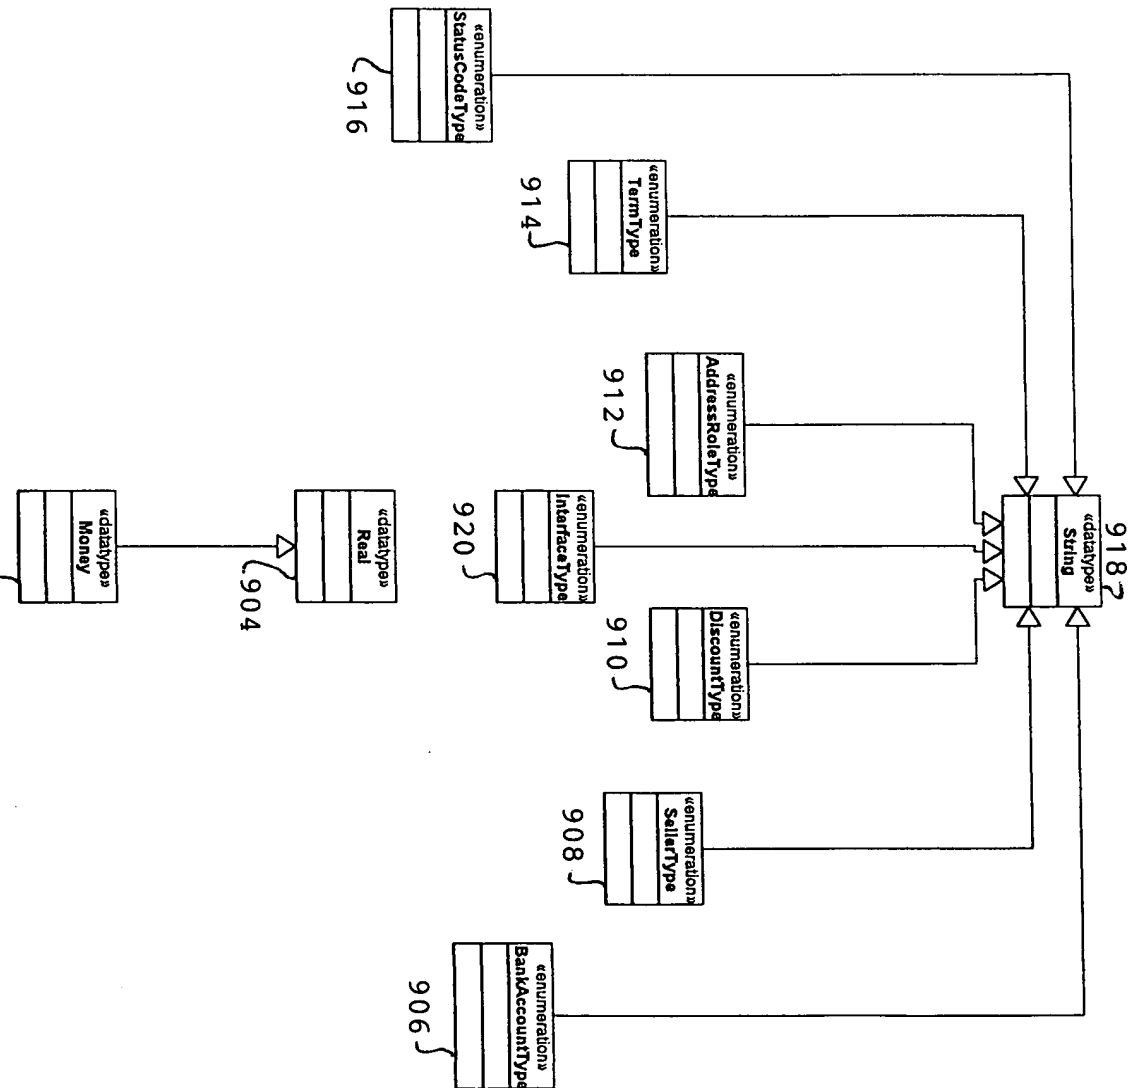 918
«datatype»
String
«enumeration»
StatusCodeType
916
«enumeration»
TermType
914
«enumeration»
AddressRoleType
912
«enumeration»
InterfaceType
920
«enumeration»
DiscountType
910
«enumeration»
SellerType
908
«enumeration»
BankAccountType
906
«datatype»
Real
904
«datatype»
Money